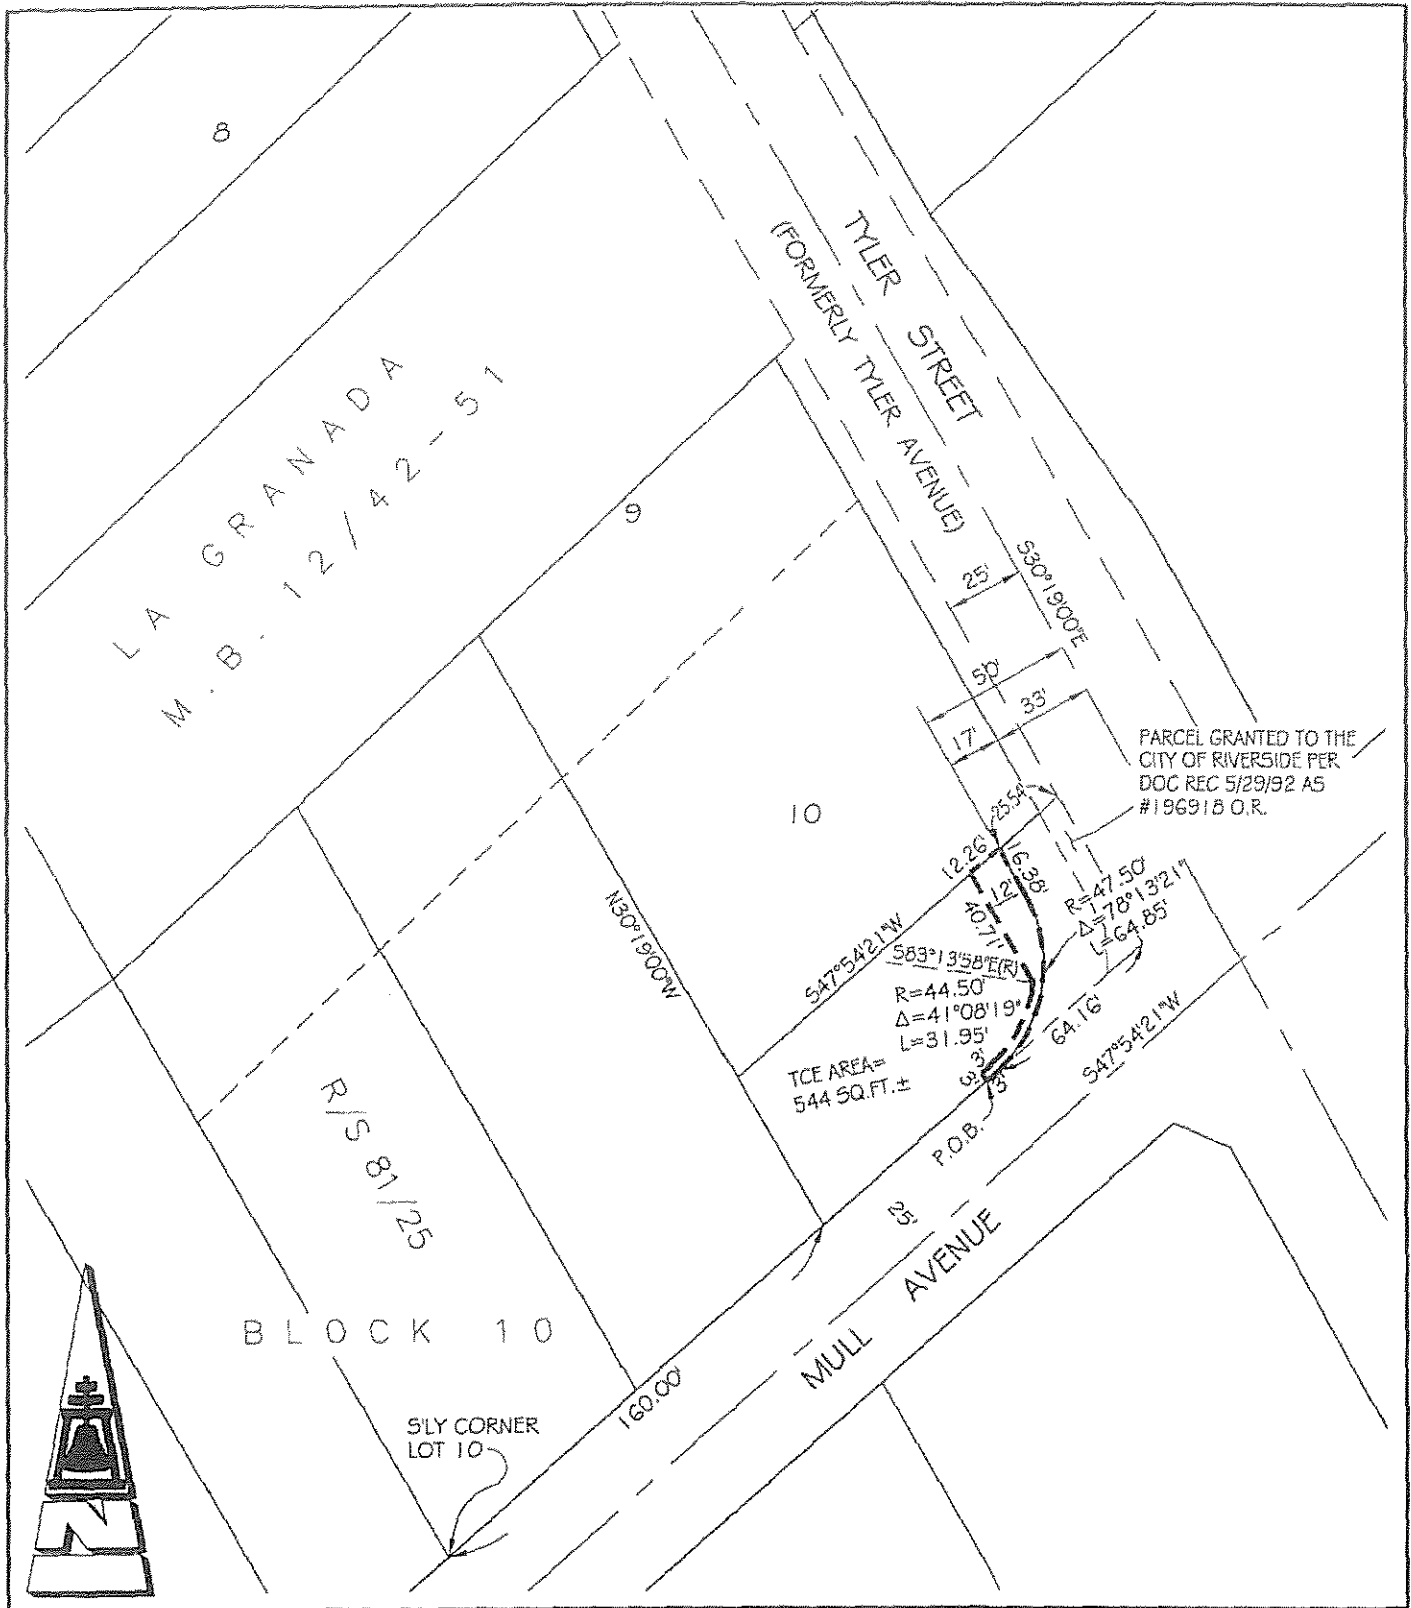 8
TYLER STREET
(FORMERLY TYLER AVENUE)
LA GRANADA
M.B. 12/42-51
9
25'
S30°19'00"E
50'
33'
17'
PARCEL GRANTED TO THE
CITY OF RIVERSIDE PER
DOC REC 5/29/92 AS
#196918 O.R.
25.54'
10
12.26'
16.38'
12'
40.71'
R=47.50'
Δ=78°13'21"
L=64.85'
N30°19'00"W
S47°54'21"W
S83°13'58"E(R)
R=44.50'
Δ=41°08'19"
L=31.95'
64.16'
S47°54'21"W
TCE AREA=
544 SQ.FT.±
3'
3'
P.O.B.
R/S 81/25
25'
MULL AVENUE
BLOCK 10
160.00'
S'LY CORNER
LOT 10
N